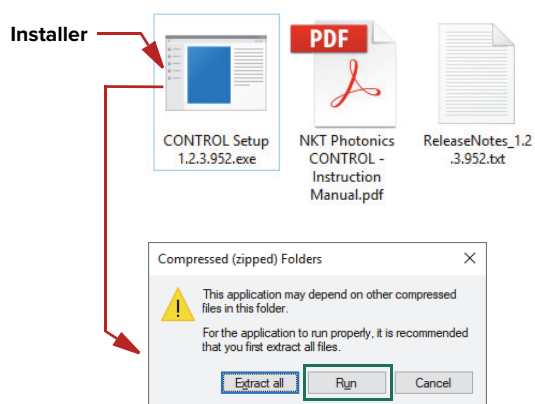 Installer
PDF
CONTROL Setup
1.2.3.952.exe
NKT Photonics
CONTROL -
Instruction
Manual.pdf
ReleaseNotes_1.2
.3.952.txt
Compressed (zipped) Folders
This application may depend on other compressed
files in this folder.
For the application to run properly, it is recommended
that you first extract all files.
Extract all
Run
Cancel